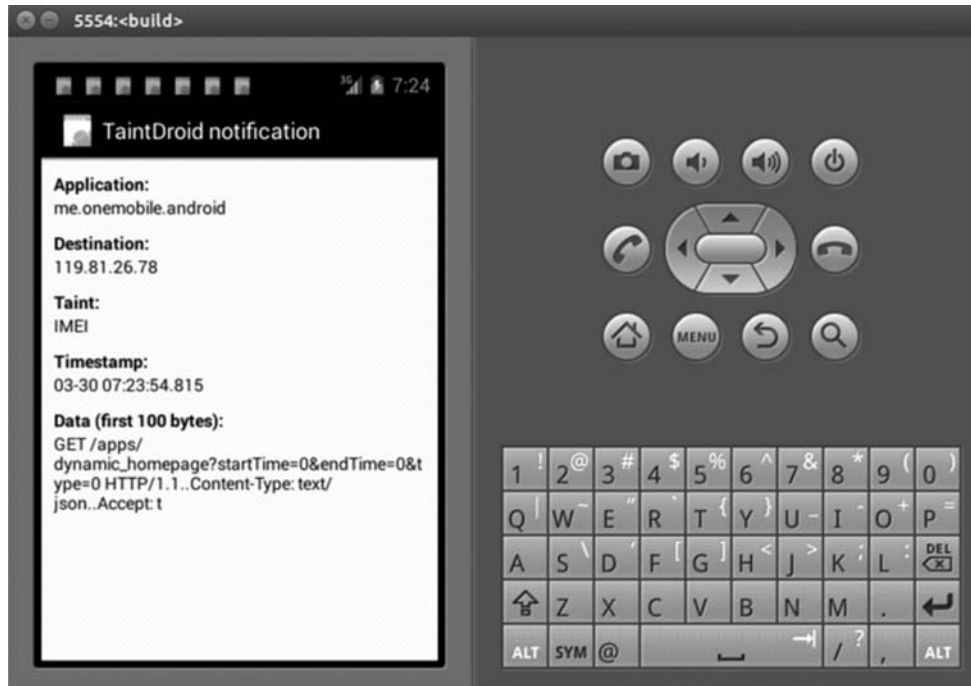 5554:<build>
3G 7:24
TaintDroid notification
Application:
me.onemobile.android
Destination:
119.81.26.78
Taint:
IMEI
Timestamp:
03-30 07:23:54.815
Data (first 100 bytes):
GET /apps/
dynamic_homepage?startTime=0&endTime=0&t
ype=0 HTTP/1.1..Content-Type: text/
json..Accept: t
MENU
1 ! 2 @ 3 # 4 $ 5 % 6 ^ 7 & 8 * 9 ( 0 )
Q | W ~ E " R ` T { Y } U _ I - O + P =
A S \ D ' F [ G ] H < J > K ; L : DEL
Z X C V B N M .
ALT SYM @ / ? , ALT